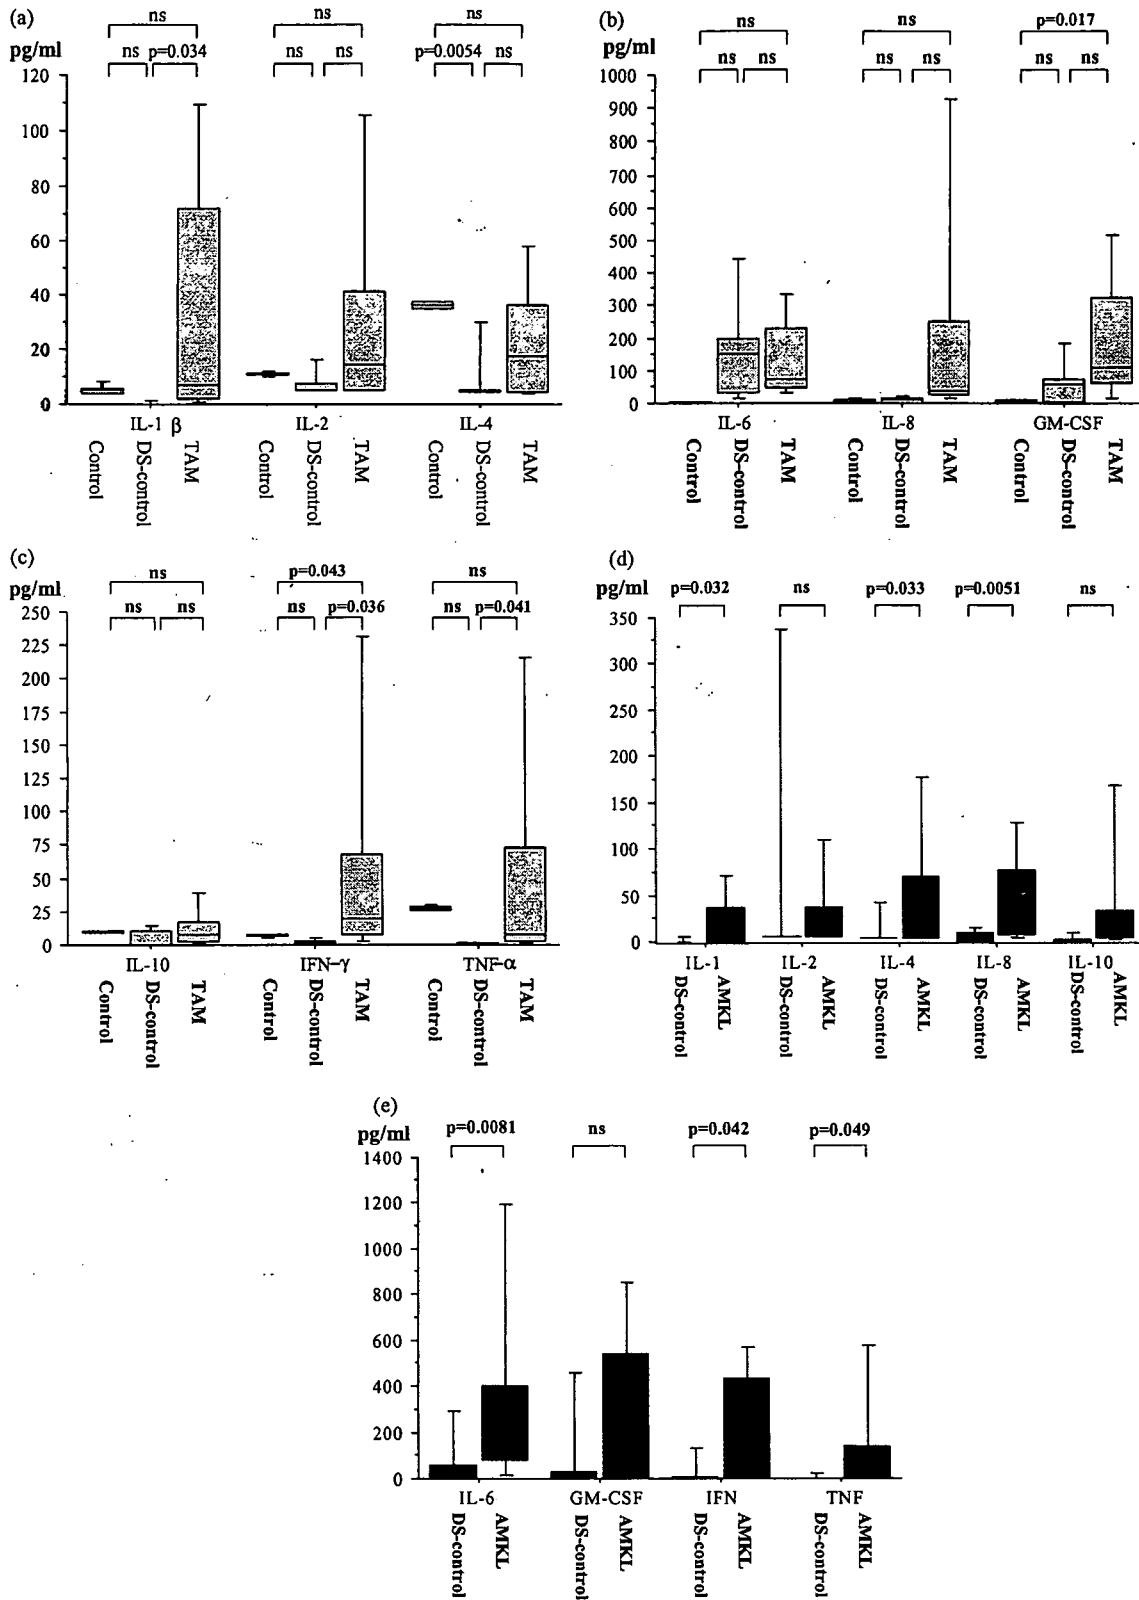 (a)
pg/ml
ns ns ns
ns p=0.034 ns ns p=0.0054 ns
120
100
80
60
40
20
0
IL-1 β IL-2 IL-4
Control DS-control TAM Control DS-control TAM Control DS-control TAM
(b)
pg/ml
ns ns p=0.017
ns ns ns ns ns ns
1000
900
800
700
600
500
400
300
200
100
0
IL-6 IL-8 GM-CSF
Control DS-control TAM Control DS-control TAM Control DS-control TAM
(c)
pg/ml
ns p=0.043 ns
ns ns ns p=0.036 ns p=0.041
250
225
200
175
150
125
100
75
50
25
0
IL-10 IFN-γ TNF-α
Control DS-control TAM Control DS-control TAM Control DS-control TAM
(d)
pg/ml
p=0.032 ns p=0.033 p=0.0051 ns
350
300
250
200
150
100
50
0
IL-1 IL-2 IL-4 IL-8 IL-10
DS-control AMKL DS-control AMKL DS-control AMKL DS-control AMKL DS-control AMKL
(e)
pg/ml
p=0.0081 ns p=0.042 p=0.049
1400
1200
1000
800
600
400
200
0
IL-6 GM-CSF IFN TNF
DS-control AMKL DS-control AMKL DS-control AMKL DS-control AMKL